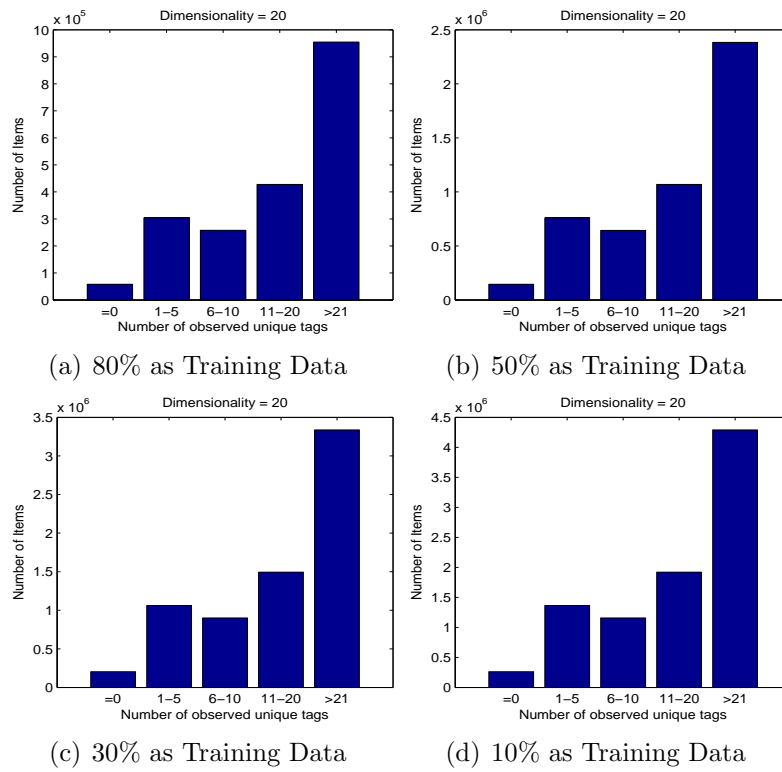 Dimensionality = 20
x 10^5
10
9
8
7
6
5
4
3
2
1
0
Number of Items
=0 1−5 6−10 11−20 >21
Number of observed unique tags
(a) 80% as Training Data
Dimensionality = 20
x 10^6
2.5
2
1.5
1
0.5
0
Number of Items
=0 1−5 6−10 11−20 >21
Number of observed unique tags
(b) 50% as Training Data
Dimensionality = 20
x 10^6
3.5
3
2.5
2
1.5
1
0.5
0
Number of Items
=0 1−5 6−10 11−20 >21
Number of observed unique tags
(c) 30% as Training Data
Dimensionality = 20
x 10^6
4.5
4
3.5
3
2.5
2
1.5
1
0.5
0
Number of Items
=0 1−5 6−10 11−20 >21
Number of observed unique tags
(d) 10% as Training Data